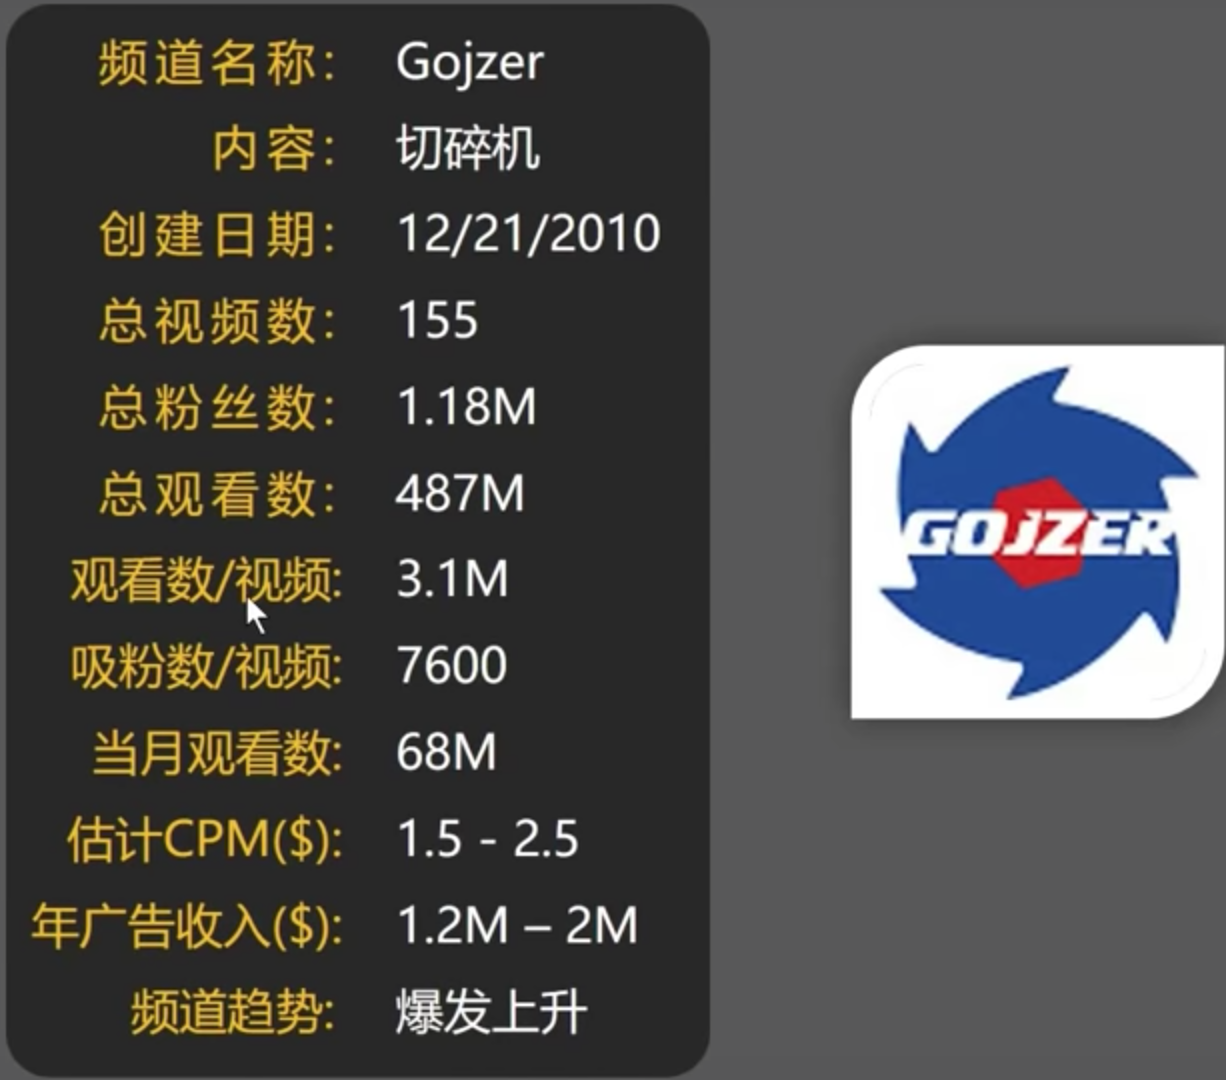 频道名称： Gojzer
内容： 切碎机
创建日期： 12/21/2010
总视频数： 155
总粉丝数： 1.18M
总观看数： 487M
观看数/视频: 3.1M
吸粉数/视频: 7600
当月观看数: 68M
估计CPM($): 1.5 - 2.5
年广告收入($): 1.2M – 2M
频道趋势: 爆发上升
GOJZER